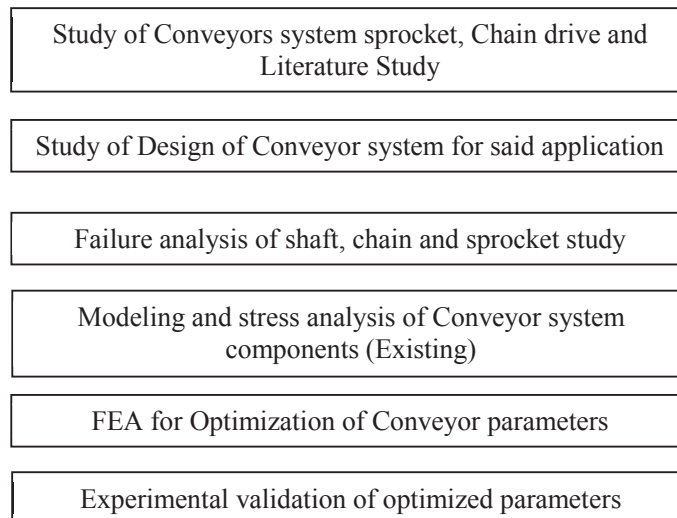 Study of Conveyors system sprocket, Chain drive and
Literature Study
Study of Design of Conveyor system for said application
Failure analysis of shaft, chain and sprocket study
Modeling and stress analysis of Conveyor system
components (Existing)
FEA for Optimization of Conveyor parameters
Experimental validation of optimized parameters